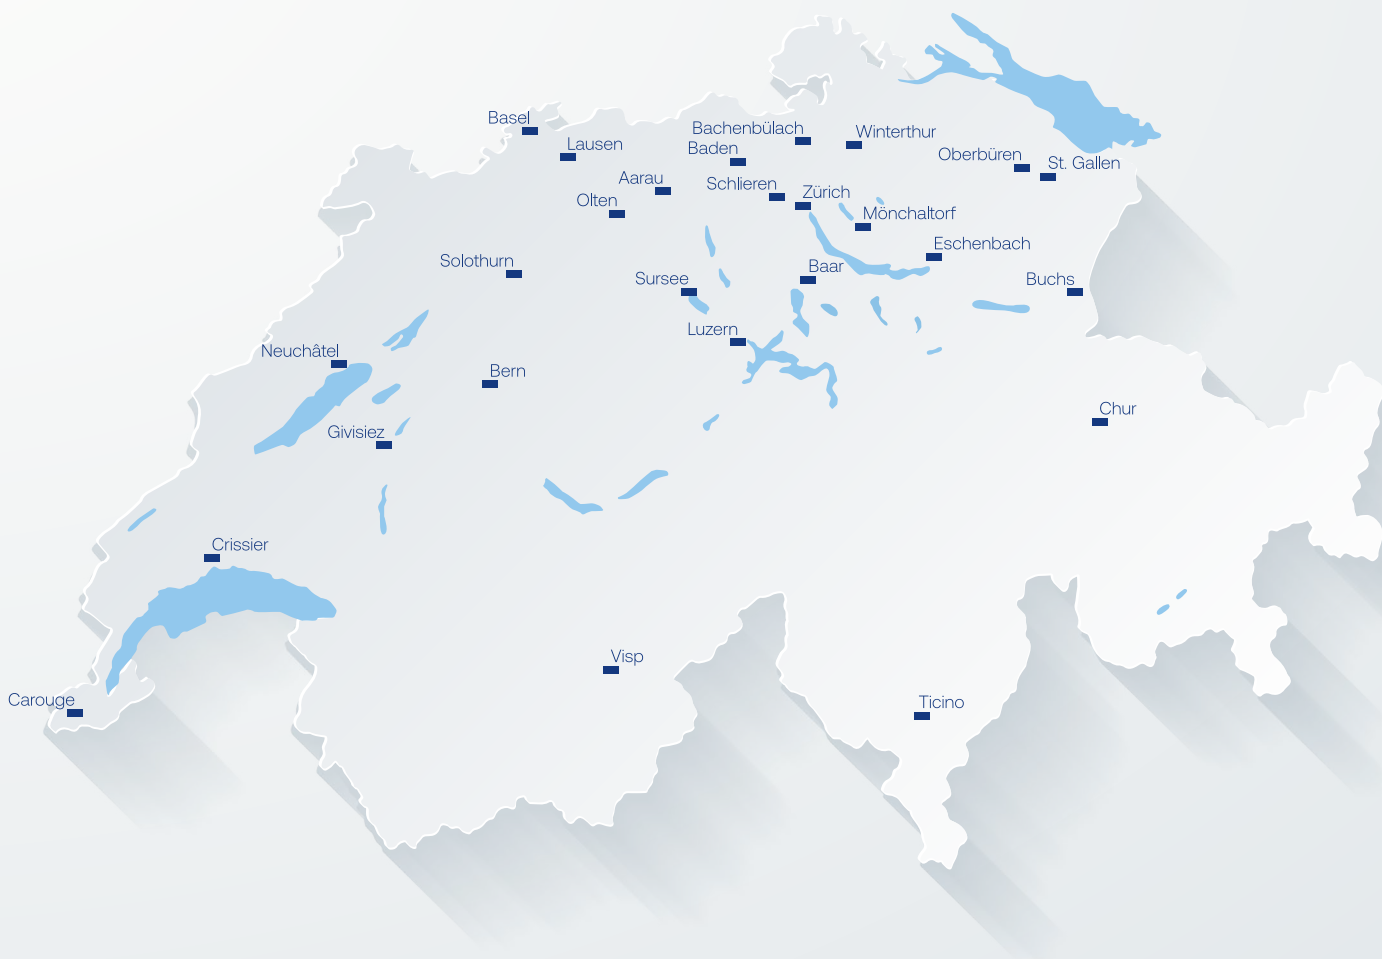 Basel
Bachenbülach
Winterthur
Lausen
Baden
Oberbüren
St. Gallen
Aarau
Schlieren
Zürich
Olten
Mönchaltorf
Eschenbach
Solothurn
Baar
Sursee
Buchs
Luzern
Neuchâtel
Bern
Chur
Givisiez
Crissier
Visp
Carouge
Ticino